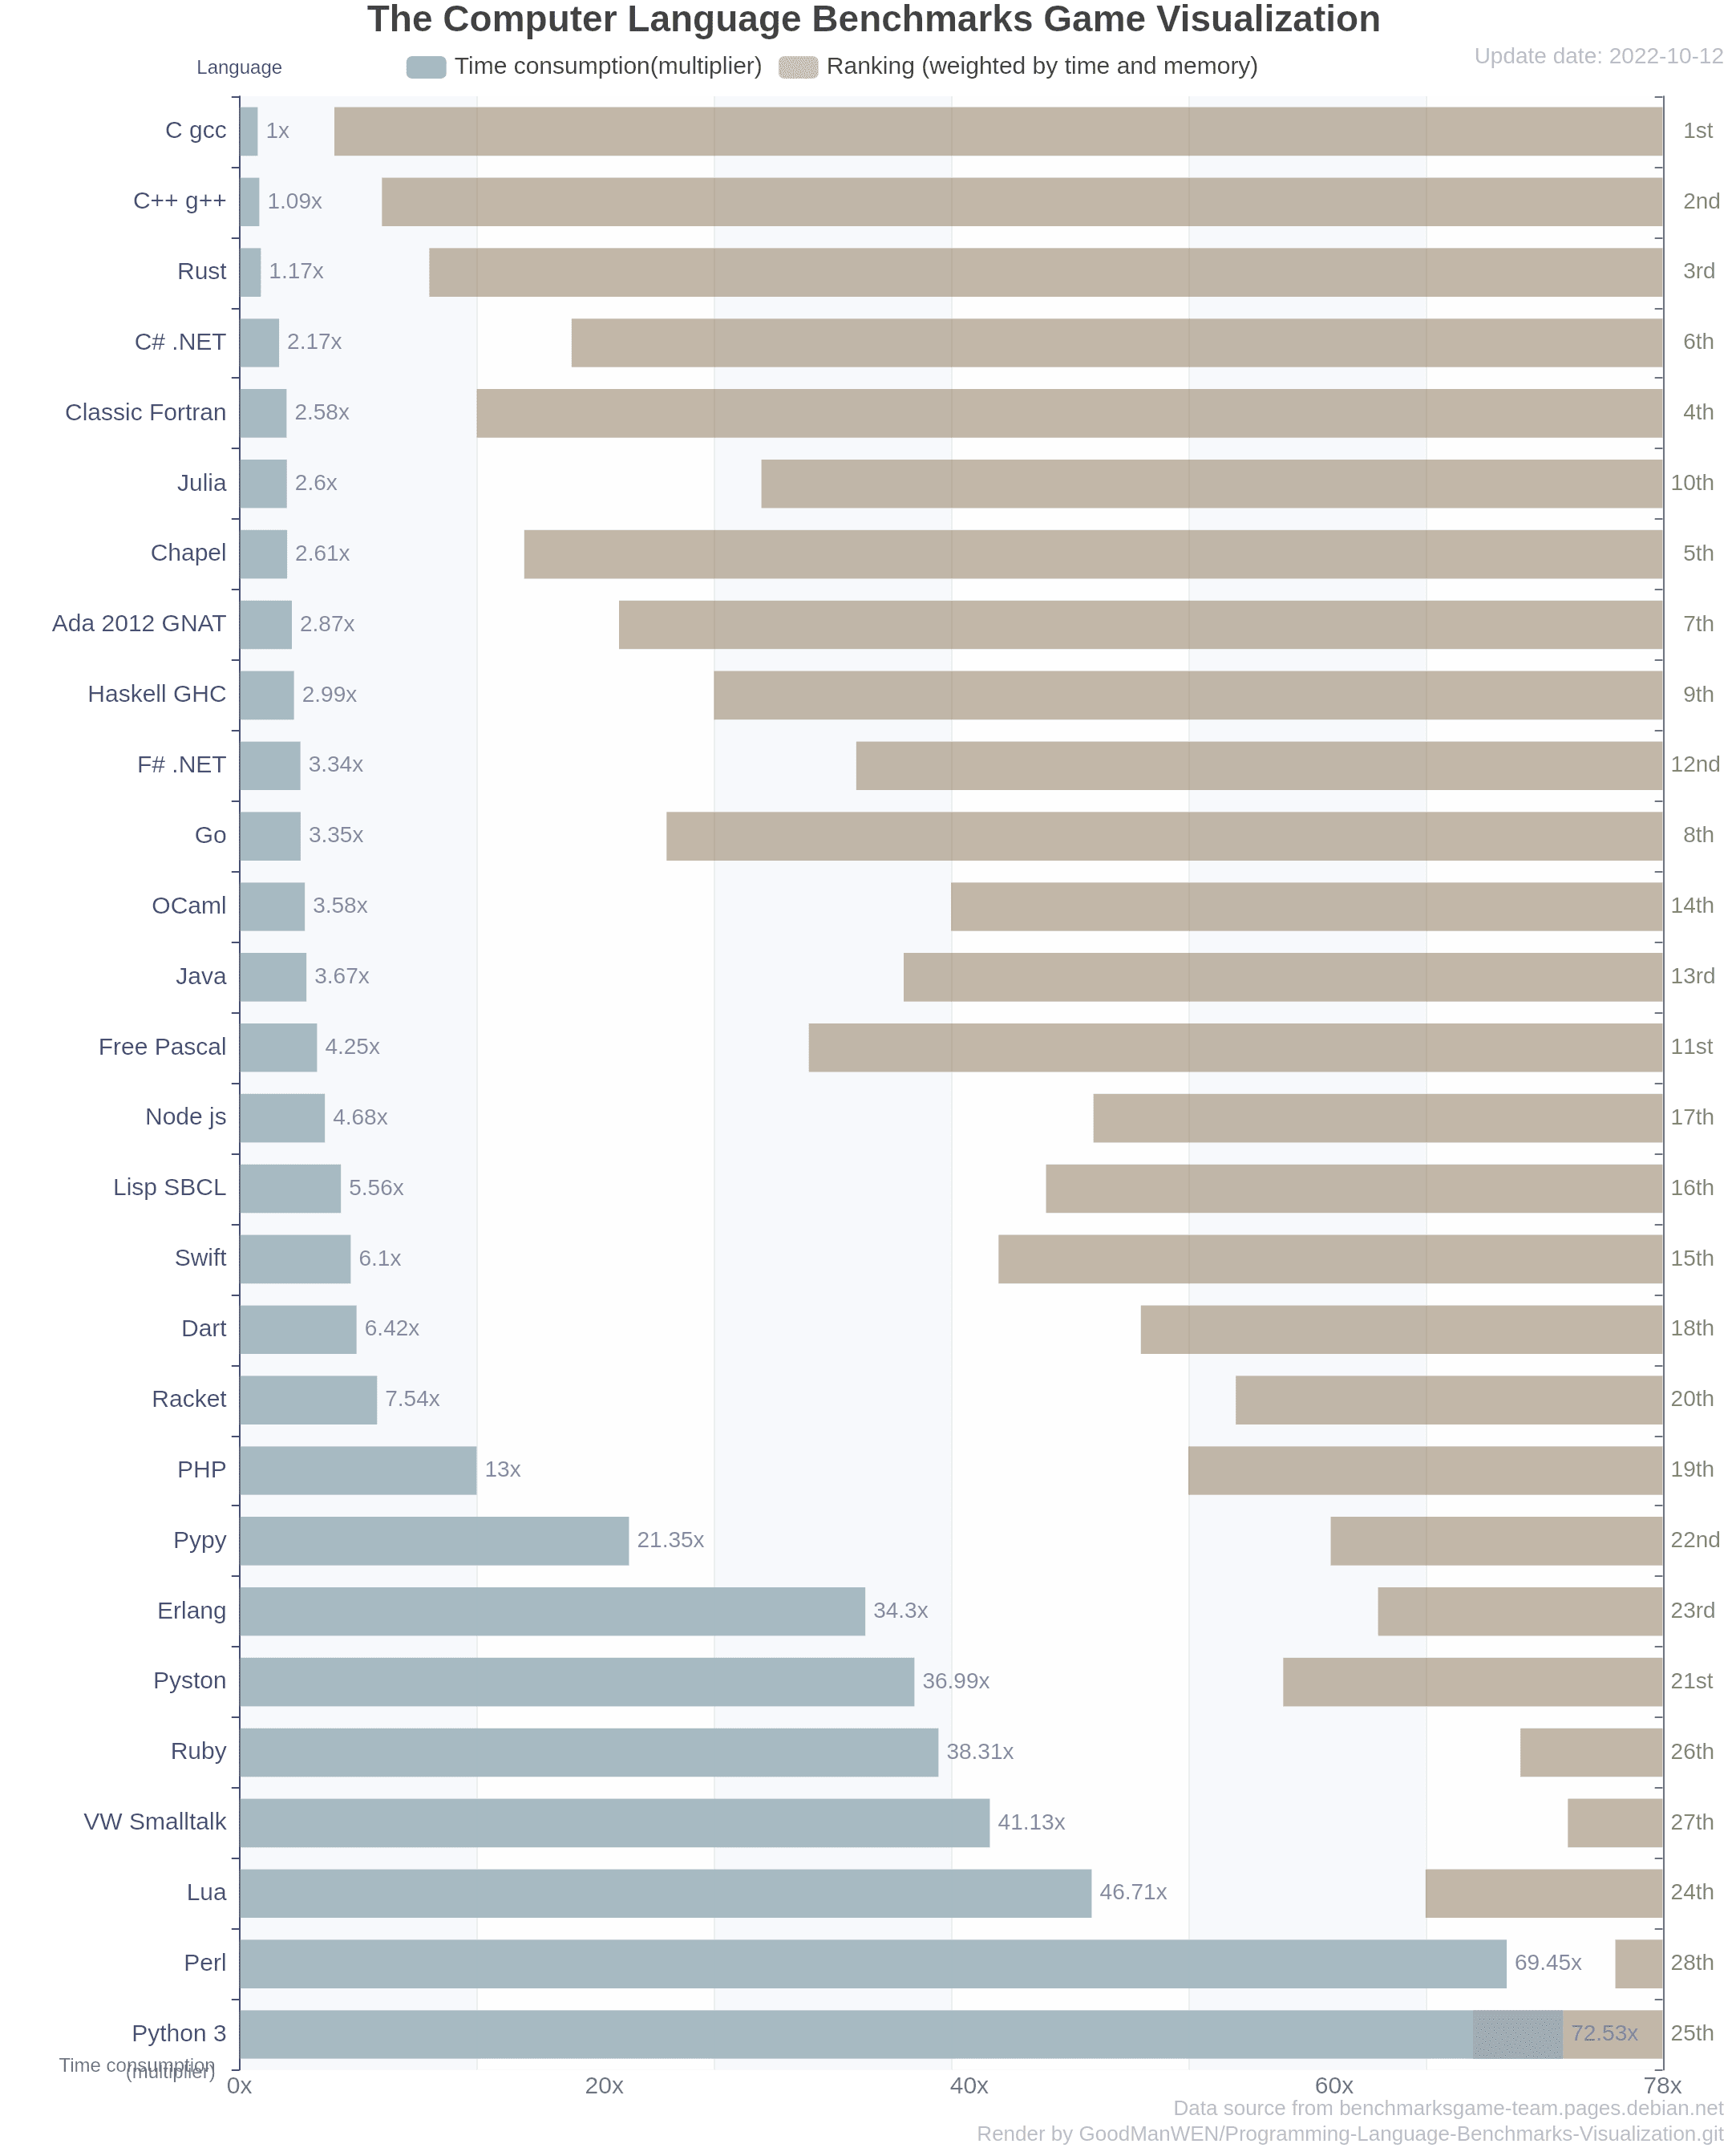 The Computer Language Benchmarks Game Visualization
Update date: 2022-10-12
Language Time consumption(multiplier) Ranking (weighted by time and memory)
C gcc 1x 1st
C++ g++ 1.09x 2nd
Rust 1.17x 3rd
C# .NET 2.17x 6th
Classic Fortran 2.58x 4th
Julia 2.6x 10th
Chapel 2.61x 5th
Ada 2012 GNAT 2.87x 7th
Haskell GHC 2.99x 9th
F# .NET 3.34x 12nd
Go 3.35x 8th
OCaml 3.58x 14th
Java 3.67x 13rd
Free Pascal 4.25x 11st
Node js 4.68x 17th
Lisp SBCL 5.56x 16th
Swift 6.1x 15th
Dart 6.42x 18th
Racket 7.54x 20th
PHP 13x 19th
Pypy 21.35x 22nd
Erlang 34.3x 23rd
Pyston 36.99x 21st
Ruby 38.31x 26th
VW Smalltalk 41.13x 27th
Lua 46.71x 24th
Perl 69.45x 28th
Python 3 72.53x 25th
Time consumption
(multiplier)
0x 20x 40x 60x 78x
Data source from benchmarksgame-team.pages.debian.net
Render by GoodManWEN/Programming-Language-Benchmarks-Visualization.git